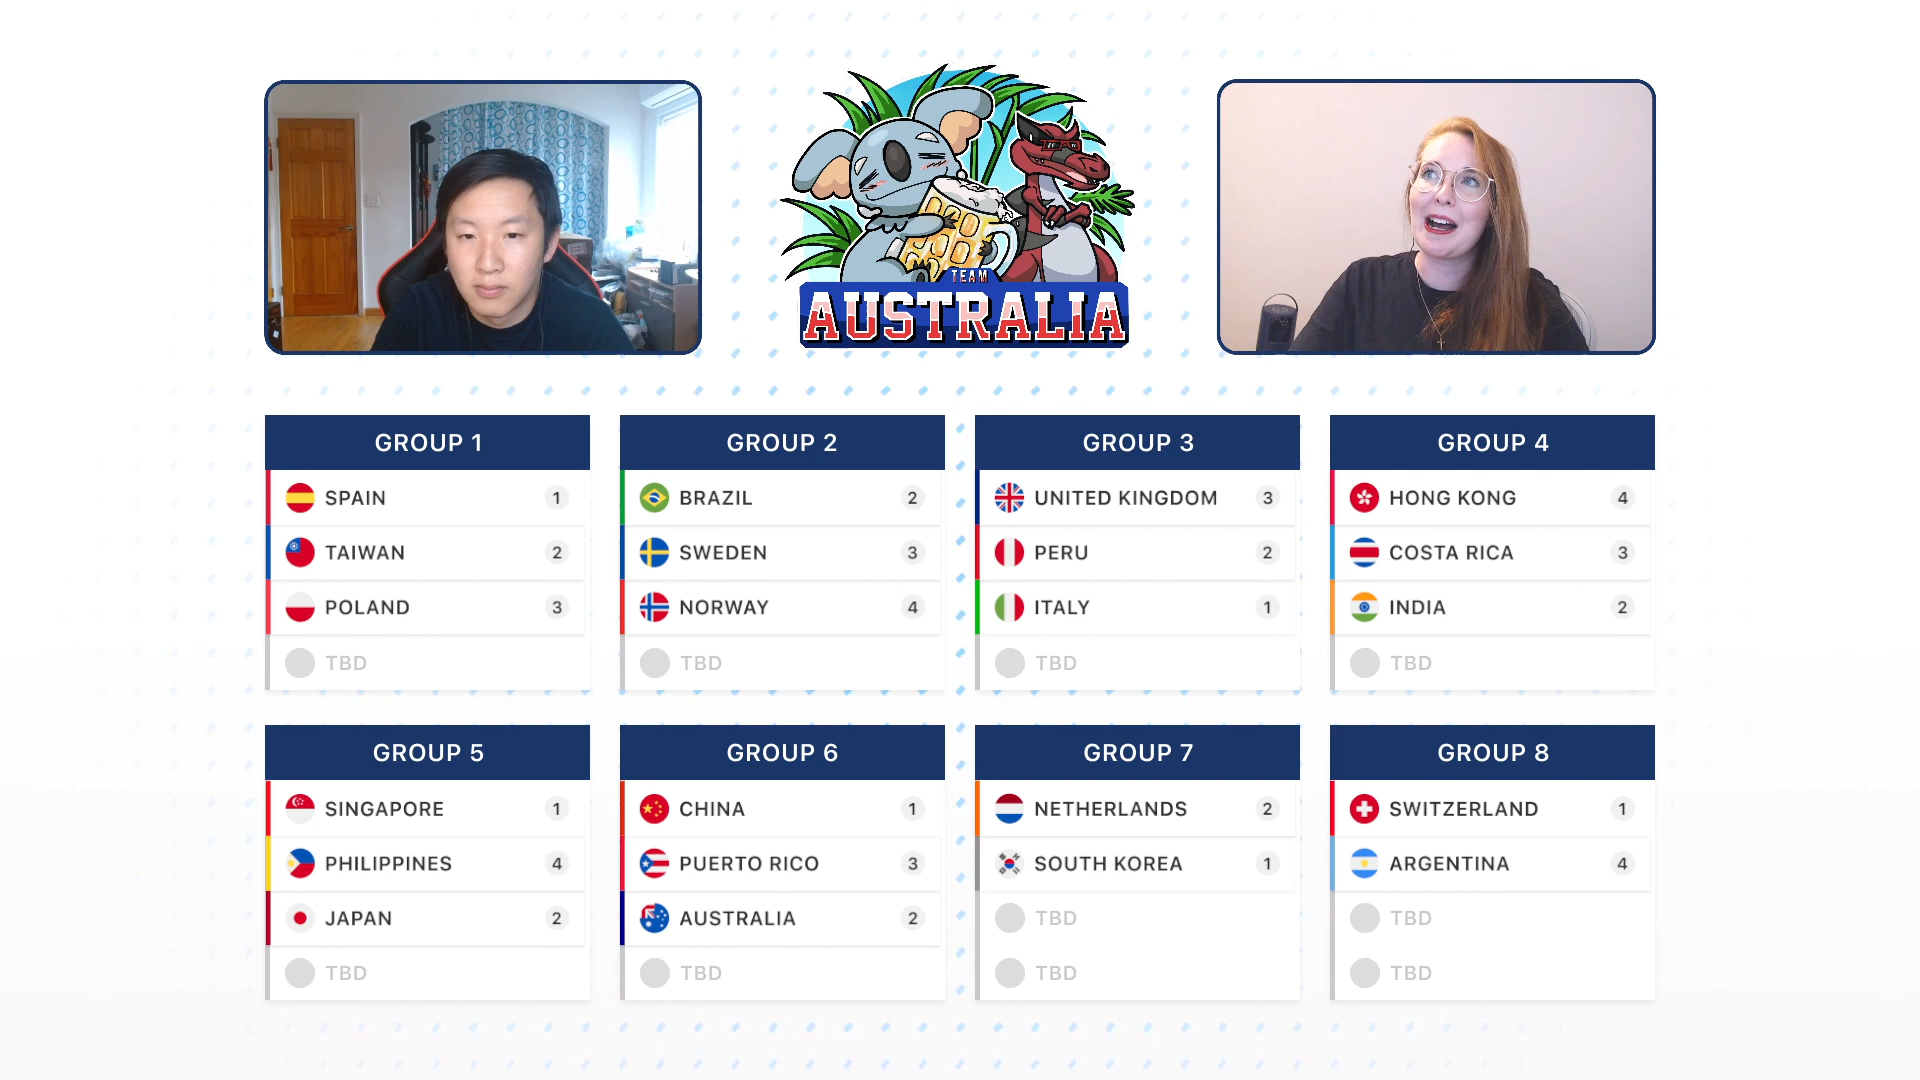 TEAM
AUSTRALIA
GROUP 1
SPAIN 1
TAIWAN 2
POLAND 3
TBD
GROUP 2
BRAZIL 2
SWEDEN 3
NORWAY 4
TBD
GROUP 3
UNITED KINGDOM 3
PERU 2
ITALY 1
TBD
GROUP 4
HONG KONG 4
COSTA RICA 3
INDIA 2
TBD
GROUP 5
SINGAPORE 1
PHILIPPINES 4
JAPAN 2
TBD
GROUP 6
CHINA 1
PUERTO RICO 3
AUSTRALIA 2
TBD
GROUP 7
NETHERLANDS 2
SOUTH KOREA 1
TBD
TBD
GROUP 8
SWITZERLAND 1
ARGENTINA 4
TBD
TBD